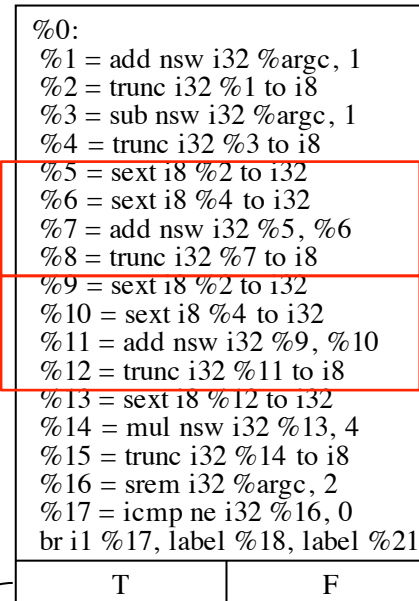 %0:
%1 = add nsw i32 %argc, 1
%2 = trunc i32 %1 to i8
%3 = sub nsw i32 %argc, 1
%4 = trunc i32 %3 to i8
%5 = sext i8 %2 to i32
%6 = sext i8 %4 to i32
%7 = add nsw i32 %5, %6
%8 = trunc i32 %7 to i8
%9 = sext i8 %2 to i32
%10 = sext i8 %4 to i32
%11 = add nsw i32 %9, %10
%12 = trunc i32 %11 to i8
%13 = sext i8 %12 to i32
%14 = mul nsw i32 %13, 4
%15 = trunc i32 %14 to i8
%16 = srem i32 %argc, 2
%17 = icmp ne i32 %16, 0
br i1 %17, label %18, label %21
T F